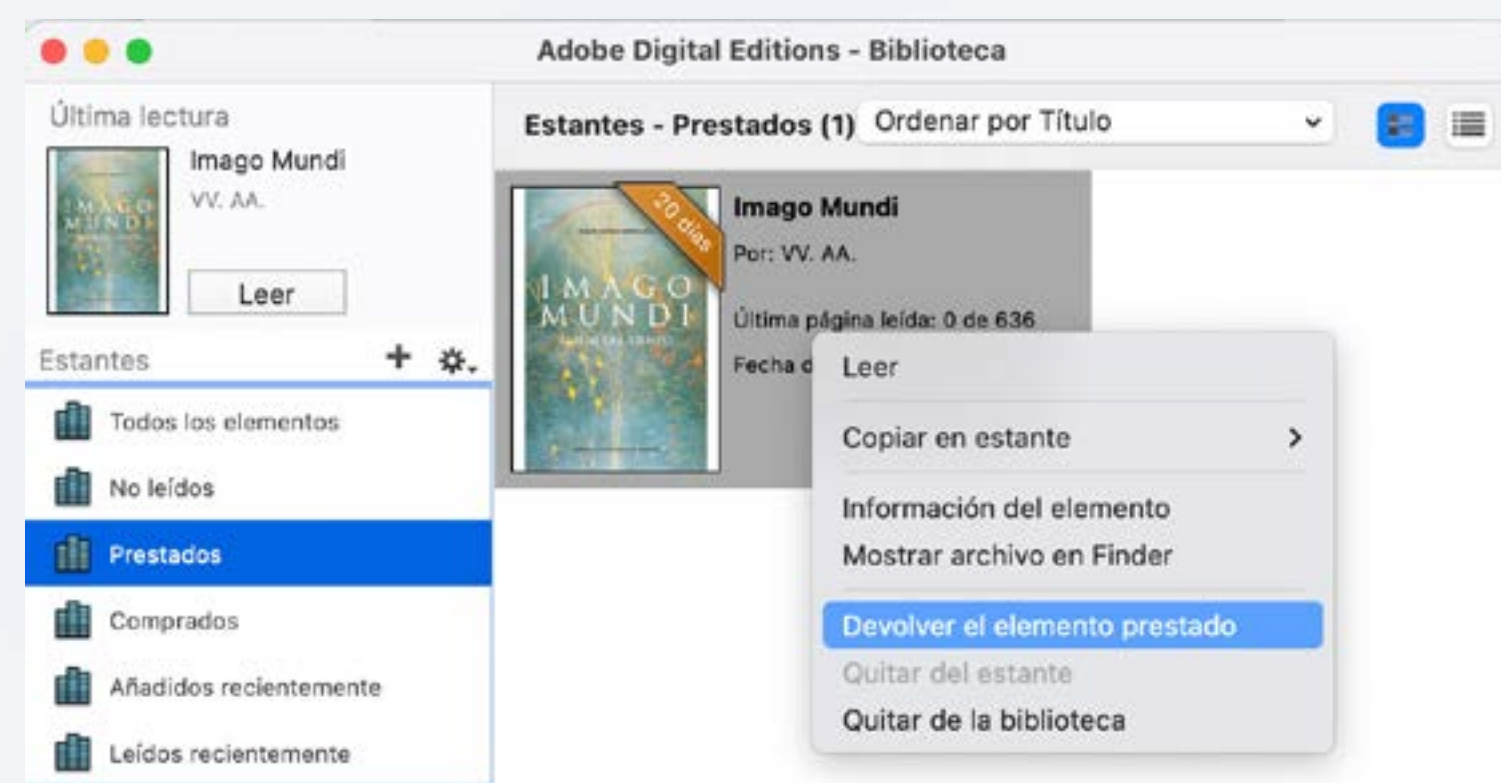 Adobe Digital Editions - Biblioteca
Última lectura
IMAGO
MUNDI
Imago Mundi
VV. AA.
Leer
Estantes
Todos los elementos
No leídos
Prestados
Comprados
Añadidos recientemente
Leídos recientemente
Estantes - Prestados (1)
Ordenar por Título
20 días
IMAGO
MUNDI
Imago Mundi
Por: VV. AA.
Última página leída: 0 de 636
Fecha d
Leer
Copiar en estante
Información del elemento
Mostrar archivo en Finder
Devolver el elemento prestado
Quitar del estante
Quitar de la biblioteca